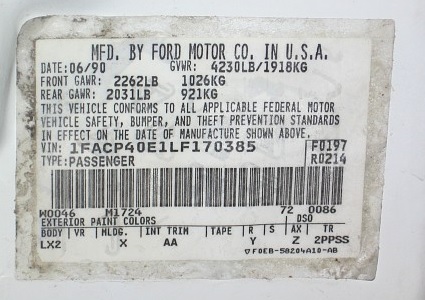 MFD. BY FORD MOTOR CO. IN U.S.A.
DATE: 06/90 GVWR: 4230LB/1918KG
FRONT GAWR: 2262LB 1026KG
REAR GAWR: 2031LB 921KG
THIS VEHICLE CONFORMS TO ALL APPLICABLE FEDERAL MOTOR
VEHICLE SAFETY, BUMPER, AND THEFT PREVENTION STANDARDS
IN EFFECT ON THE DATE OF MANUFACTURE SHOWN ABOVE.
VIN: 1FACP40E1LF170385 F0197
TYPE: PASSENGER R0214
W0046 M1724 72 0086
EXTERIOR PAINT COLORS DSO
BODY VR MLDG. INT TRIM TAPE R S AX TR
LX2 X AA Y Z 2PPSS
▽ F0EB-58204A10-AB